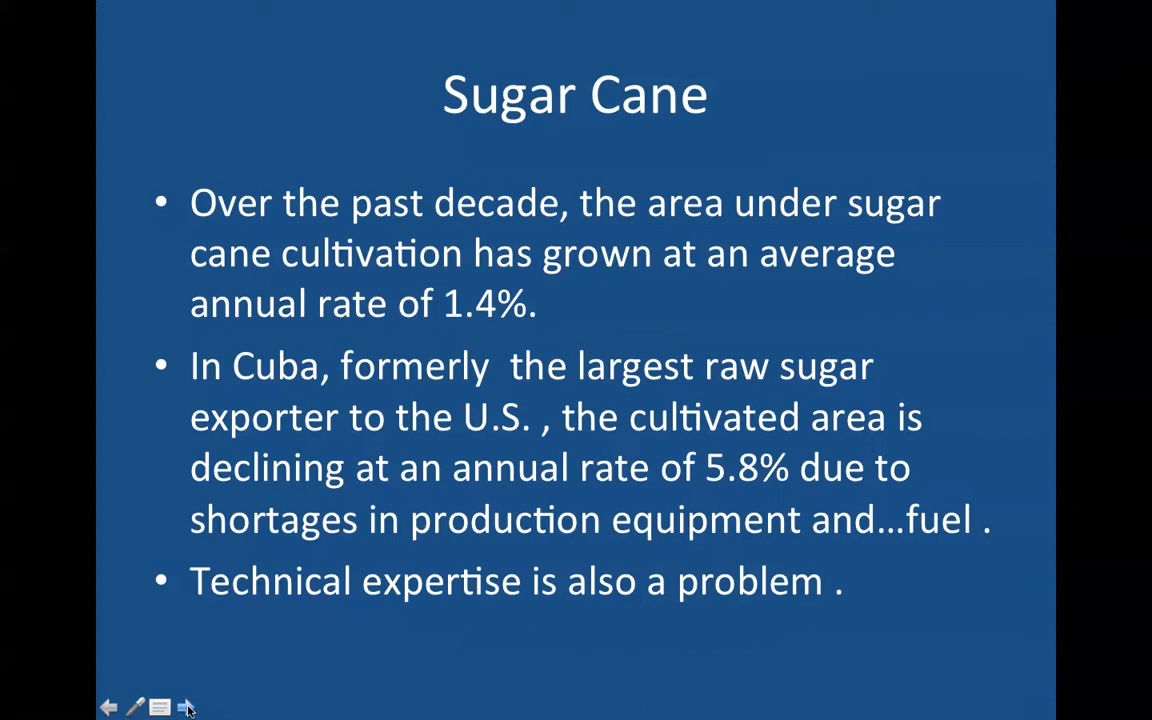 Sugar Cane
• Over the past decade, the area under sugar
cane cultivation has grown at an average
annual rate of 1.4%.
• In Cuba, formerly  the largest raw sugar
exporter to the U.S. , the cultivated area is
declining at an annual rate of 5.8% due to
shortages in production equipment and…fuel .
• Technical expertise is also a problem .